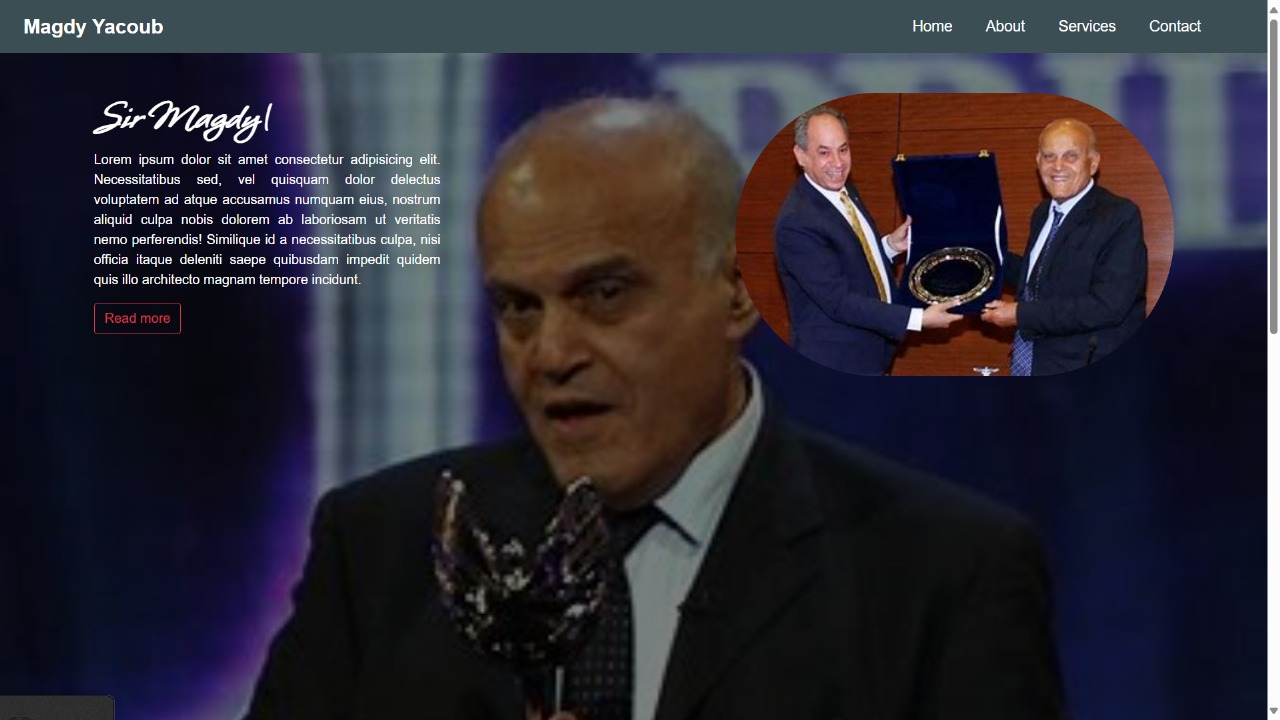 Magdy Yacoub
Home
About
Services
Contact
Sir Magdy|
Lorem ipsum dolor sit amet consectetur adipisicing elit.
Necessitatibus sed, vel quisquam dolor delectus
voluptatem ad atque accusamus numquam eius, nostrum
aliquid culpa nobis dolorem ab laboriosam ut veritatis
nemo perferendis! Similique id a necessitatibus culpa, nisi
officia itaque deleniti saepe quibusdam impedit quidem
quis illo architecto magnam tempore incidunt.
Read more